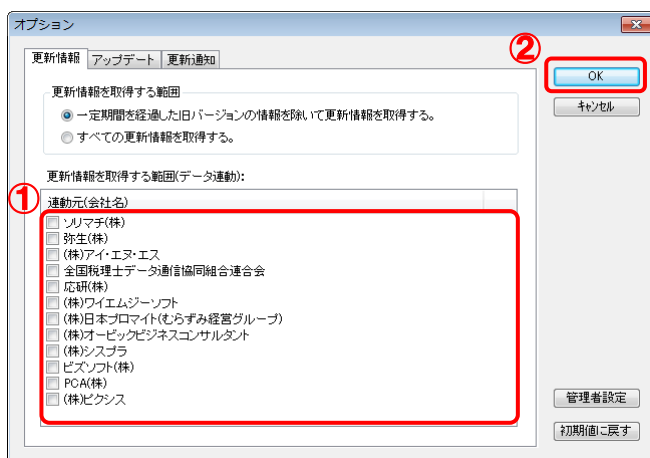 オプション
更新情報 アップデート 更新通知
②
OK
キャンセル
更新情報を取得する範囲
一定期間を経過した旧バージョンの情報を除いて更新情報を取得する。
すべての更新情報を取得する。
更新情報を取得する範囲(データ連動):
①
連動元(会社名)
ソリマチ(株)
弥生(株)
(株)アイ・エヌ・エス
全国税理士データ通信協同組合連合会
応研(株)
(株)ワイエムジーソフト
(株)日本ブロマイト(むらずみ経営グループ)
(株)オービックビジネスコンサルタント
(株)シスプラ
ビズソフト(株)
PCA(株)
(株)ピクシス
管理者設定
初期値に戻す